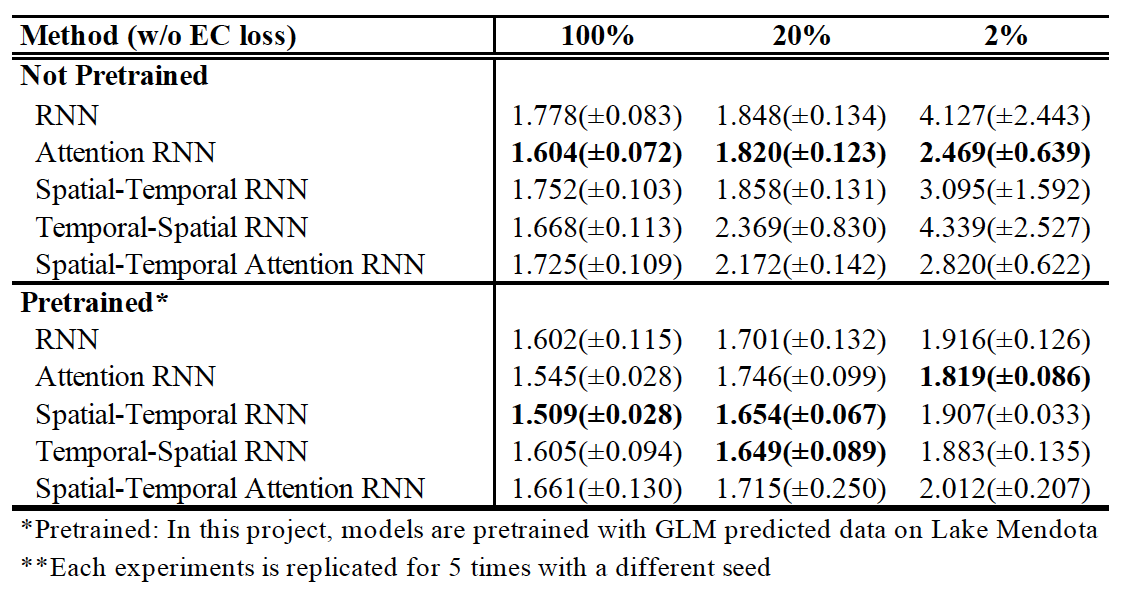 Method (w/o EC loss) 100% 20% 2%
Not Pretrained
RNN 1.778(±0.083) 1.848(±0.134) 4.127(±2.443)
Attention RNN 1.604(±0.072) 1.820(±0.123) 2.469(±0.639)
Spatial-Temporal RNN 1.752(±0.103) 1.858(±0.131) 3.095(±1.592)
Temporal-Spatial RNN 1.668(±0.113) 2.369(±0.830) 4.339(±2.527)
Spatial-Temporal Attention RNN 1.725(±0.109) 2.172(±0.142) 2.820(±0.622)
Pretrained*
RNN 1.602(±0.115) 1.701(±0.132) 1.916(±0.126)
Attention RNN 1.545(±0.028) 1.746(±0.099) 1.819(±0.086)
Spatial-Temporal RNN 1.509(±0.028) 1.654(±0.067) 1.907(±0.033)
Temporal-Spatial RNN 1.605(±0.094) 1.649(±0.089) 1.883(±0.135)
Spatial-Temporal Attention RNN 1.661(±0.130) 1.715(±0.250) 2.012(±0.207)
*Pretrained: In this project, models are pretrained with GLM predicted data on Lake Mendota
**Each experiments is replicated for 5 times with a different seed